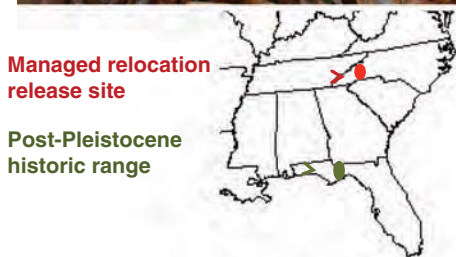 Managed relocation
release site
Post-Pleistocene
historic range